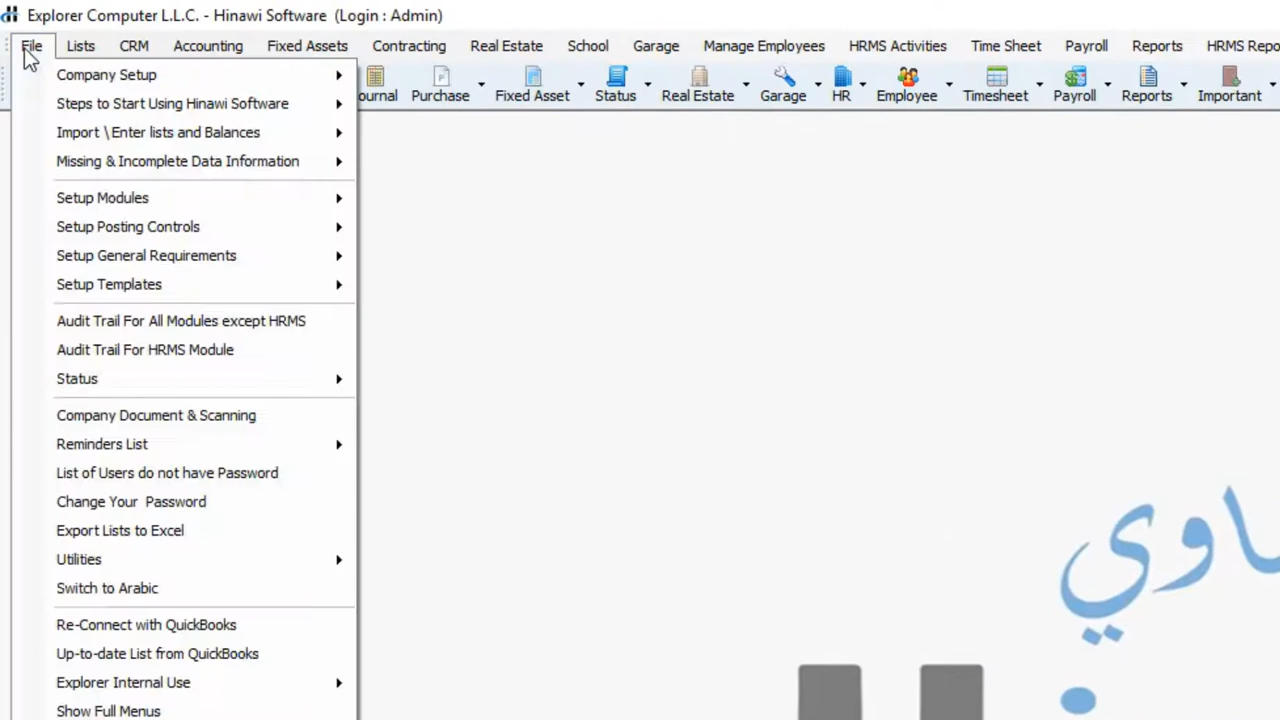 Explorer Computer L.L.C. - Hinawi Software (Login : Admin)
File Lists CRM Accounting Fixed Assets Contracting Real Estate School Garage Manage Employees HRMS Activities Time Sheet Payroll Reports HRMS Repo
ournal Purchase Fixed Asset Status Real Estate Garage HR Employee Timesheet Payroll Reports Important
Company Setup
Steps to Start Using Hinawi Software
Import \Enter lists and Balances
Missing & Incomplete Data Information
Setup Modules
Setup Posting Controls
Setup General Requirements
Setup Templates
Audit Trail For All Modules except HRMS
Audit Trail For HRMS Module
Status
Company Document & Scanning
Reminders List
List of Users do not have Password
Change Your Password
Export Lists to Excel
Utilities
Switch to Arabic
Re-Connect with QuickBooks
Up-to-date List from QuickBooks
Explorer Internal Use
Show Full Menus